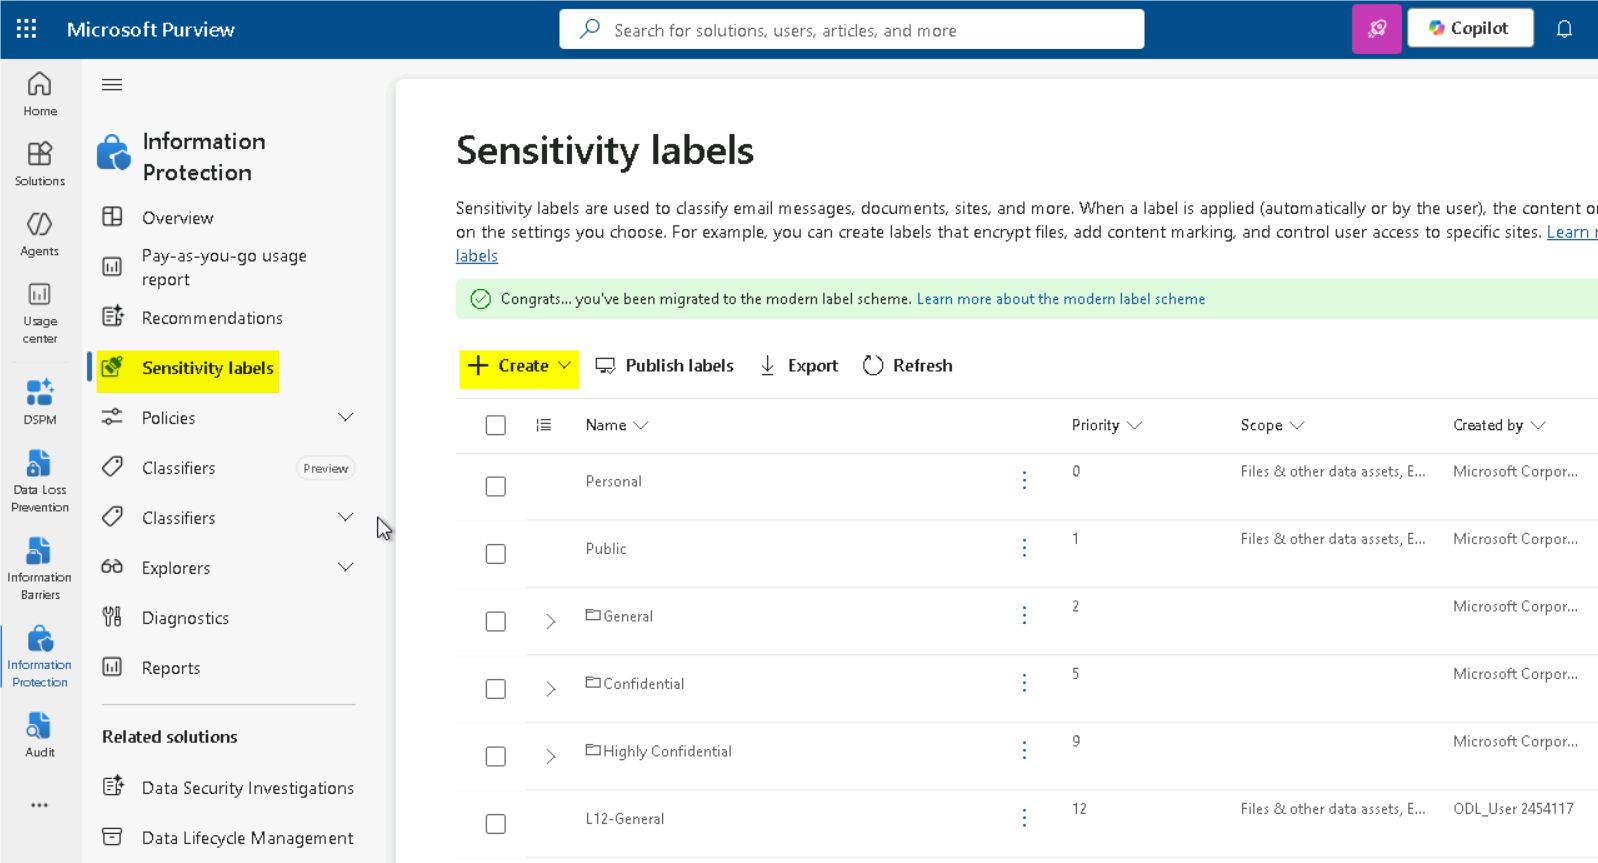 Microsoft Purview
Search for solutions, users, articles, and more
Copilot
Home
Solutions
Agents
Usage
center
DSPM
Data Loss
Prevention
Information
Barriers
Information
Protection
Audit
Information
Protection
Overview
Pay-as-you-go usage
report
Recommendations
Sensitivity labels
Policies
Classifiers Preview
Classifiers
Explorers
Diagnostics
Reports
Related solutions
Data Security Investigations
Data Lifecycle Management
Sensitivity labels
Sensitivity labels are used to classify email messages, documents, sites, and more. When a label is applied (automatically or by the user), the content
on the settings you choose. For example, you can create labels that encrypt files, add content marking, and control user access to specific sites. Learn
labels
Congrats... you've been migrated to the modern label scheme. Learn more about the modern label scheme
Create Publish labels Export Refresh
Name Priority Scope Created by
Personal 0 Files & other data assets, E... Microsoft Corpor...
Public 1 Files & other data assets, E... Microsoft Corpor...
General 2 Microsoft Corpor...
Confidential 5 Microsoft Corpor...
Highly Confidential 9 Microsoft Corpor...
L12-General 12 Files & other data assets, E... ODL_User 2454117